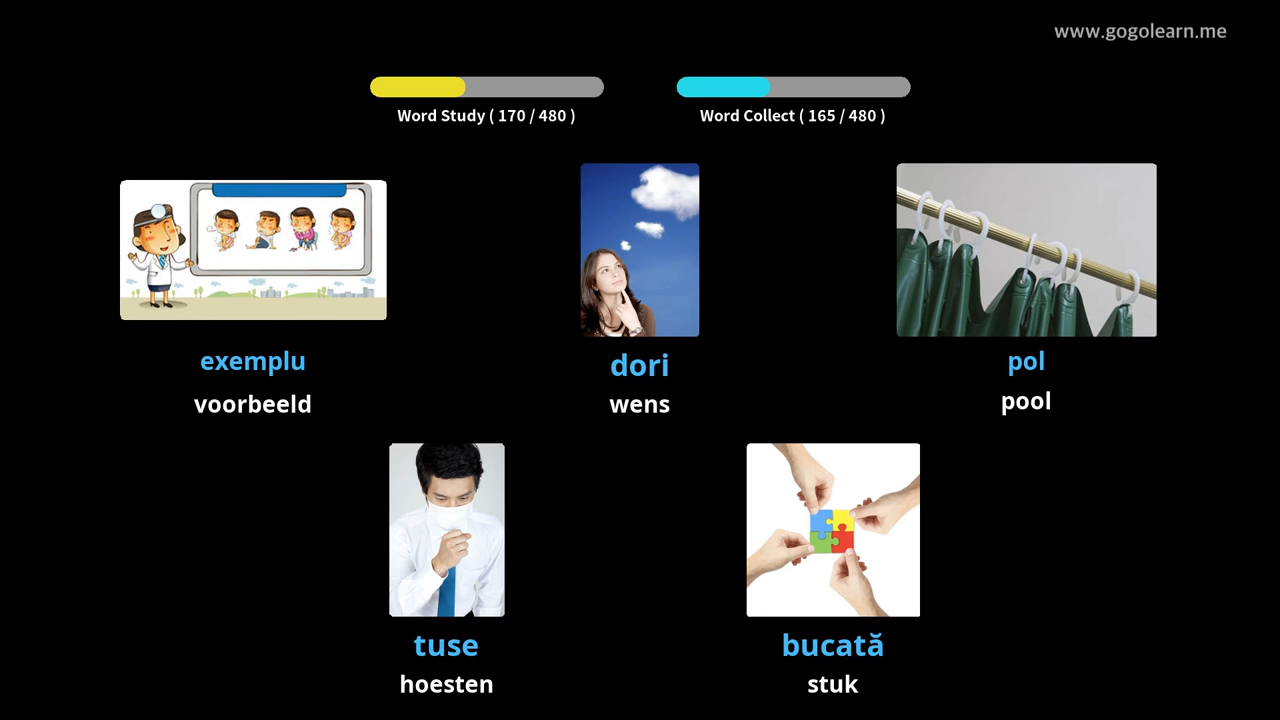 www.gogolearn.me
Word Study ( 170 / 480 )
Word Collect ( 165 / 480 )
exemplu
voorbeeld
dori
wens
pol
pool
tuse
hoesten
bucată
stuk